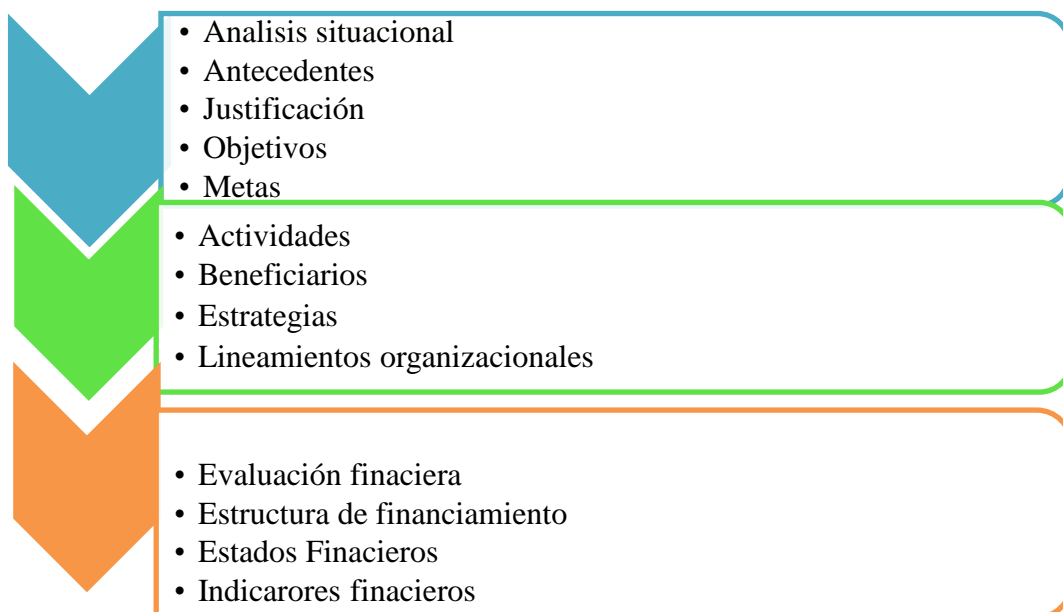 • Analisis situacional
• Antecedentes
• Justificación
• Objetivos
• Metas
• Actividades
• Beneficiarios
• Estrategias
• Lineamientos organizacionales
• Evaluación finaciera
• Estructura de financiamiento
• Estados Finacieros
• Indicarores finacieros